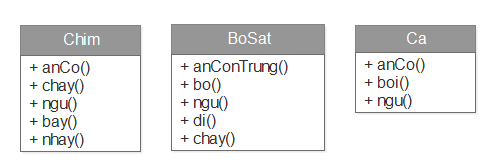 Chim
+ anCo()
+ chay()
+ ngu()
+ bay()
+ nhay()
BoSat
+ anConTrung()
+ bo()
+ ngu()
+ di()
+ chay()
Ca
+ anCo()
+ boi()
+ ngu()